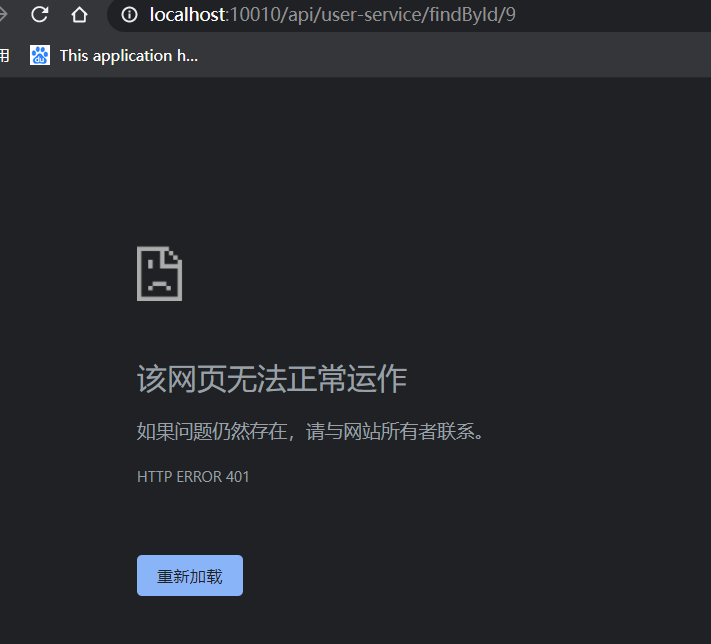 localhost:10010/api/user-service/findById/9
用
du
This application h...
该网页无法正常运作
如果问题仍然存在，请与网站所有者联系。
HTTP ERROR 401
重新加载